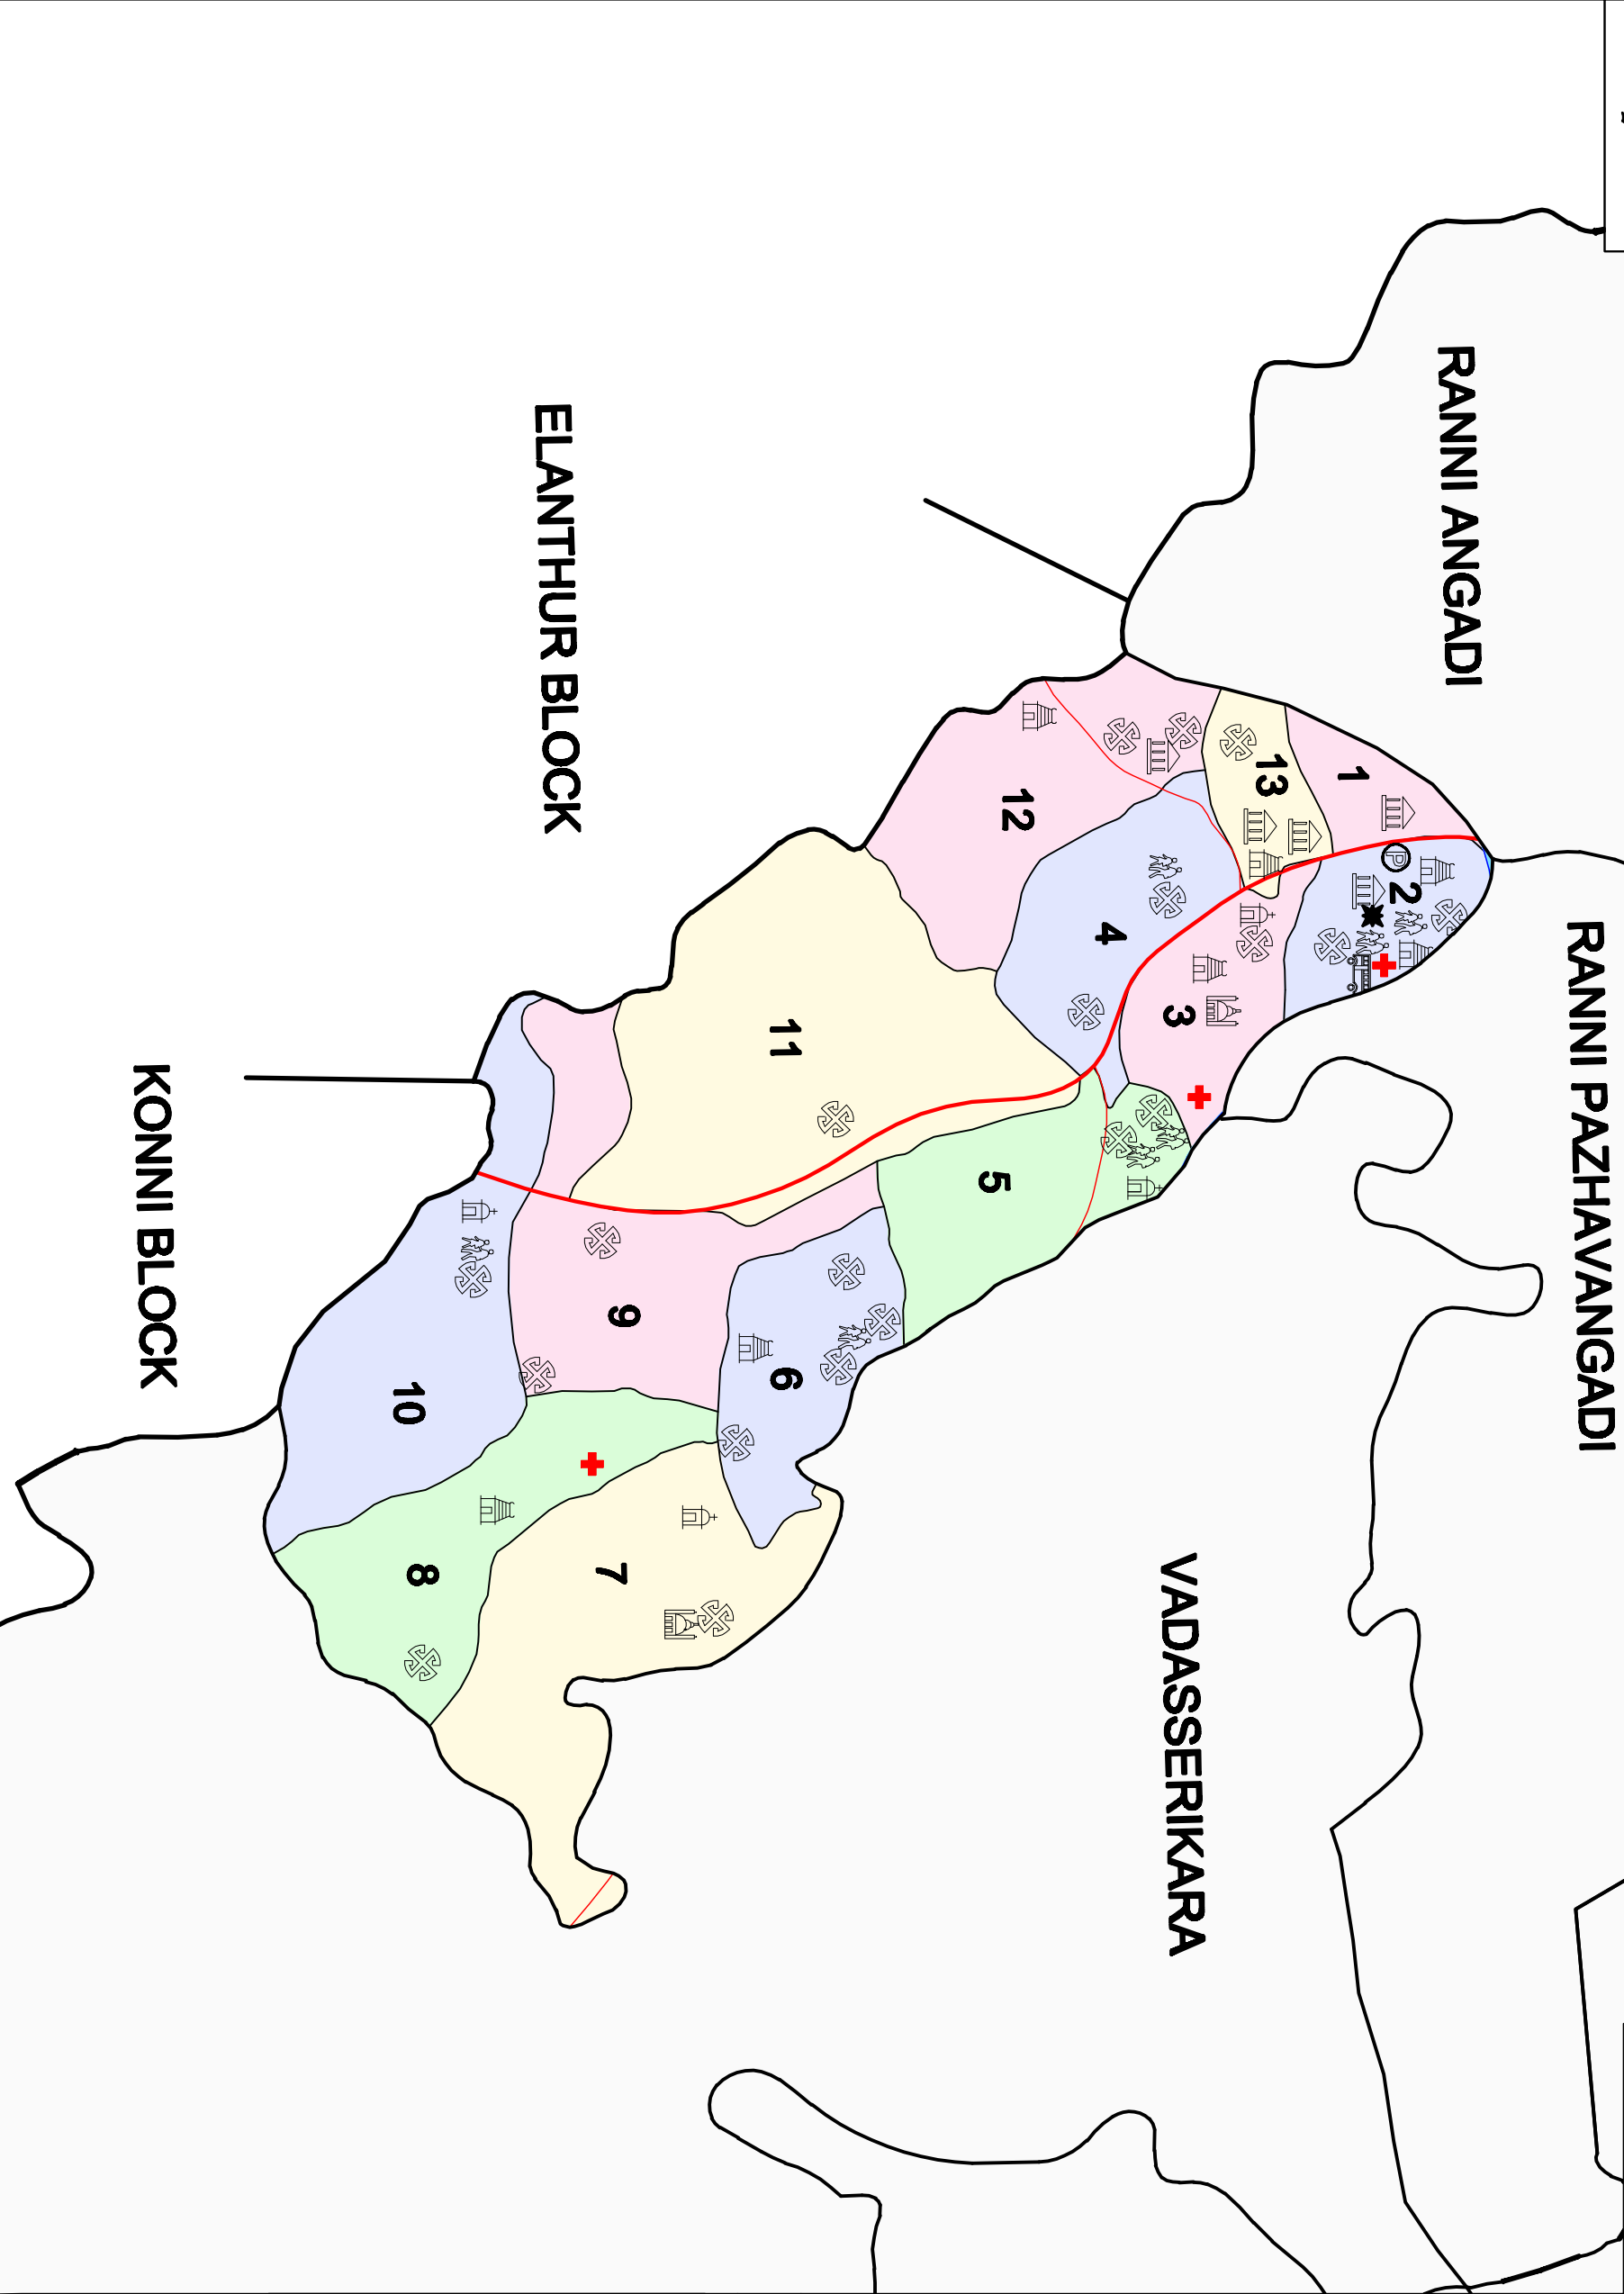 RANNI PAZHAVANGADI
RANNI ANGADI
1
2
13
3
VADASSERIKARA
4
12
5
11
6
9
7
ELANTHUR BLOCK
8
10
KONNI BLOCK
P